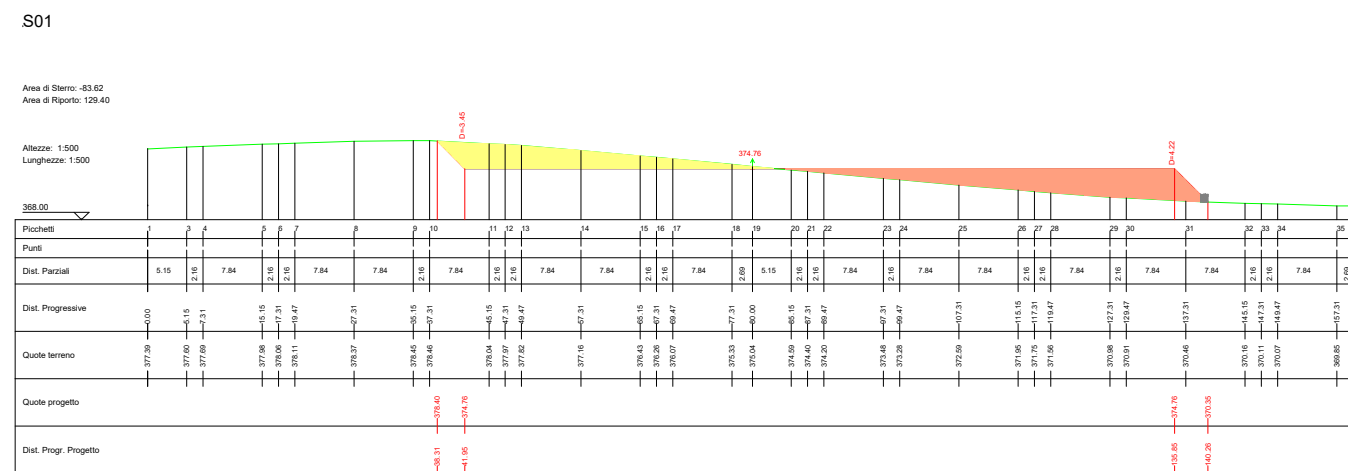 S01
Area di Sterro: -83.62
Area di Riporto: 129.40
Altezze: 1:500
Lunghezze: 1:500
D=-3.45
374.76
D=4.22
368.00
Picchetti 1 3 4 5 6 7 8 9 10 11 12 13 14 15 16 17 18 19 20 21 22 23 24 25 26 27 28 29 30 31 32 33 34 35
Punti
Dist. Parziali 5.15 2.16 7.84 2.16 2.16 7.84 7.84 2.16 7.84 2.16 2.16 7.84 7.84 2.16 2.16 7.84 2.69 5.15 2.16 2.16 7.84 2.16 7.84 7.84 2.16 2.16 7.84 2.16 7.84 7.84 2.16 2.16 7.84 2.69
Dist. Progressive 0.00 5.15 7.31 15.15 17.31 19.47 27.31 35.15 37.31 45.15 47.31 49.47 57.31 65.15 67.31 69.47 77.31 80.00 85.15 87.31 89.47 97.31 99.47 107.31 115.15 117.31 119.47 127.31 129.47 137.31 145.15 147.31 149.47 157.31
Quote terreno 377.39 377.60 377.69 377.98 378.06 378.11 378.37 378.45 378.46 378.04 377.97 377.82 377.16 376.43 376.26 376.07 375.33 375.04 374.59 374.40 374.20 373.48 373.28 372.59 371.95 371.75 371.56 370.98 370.91 370.46 370.16 370.11 370.07 369.85
Quote progetto 378.40 374.76 374.76 370.35
Dist. Progr. Progetto 38.31 41.95 135.85 140.26